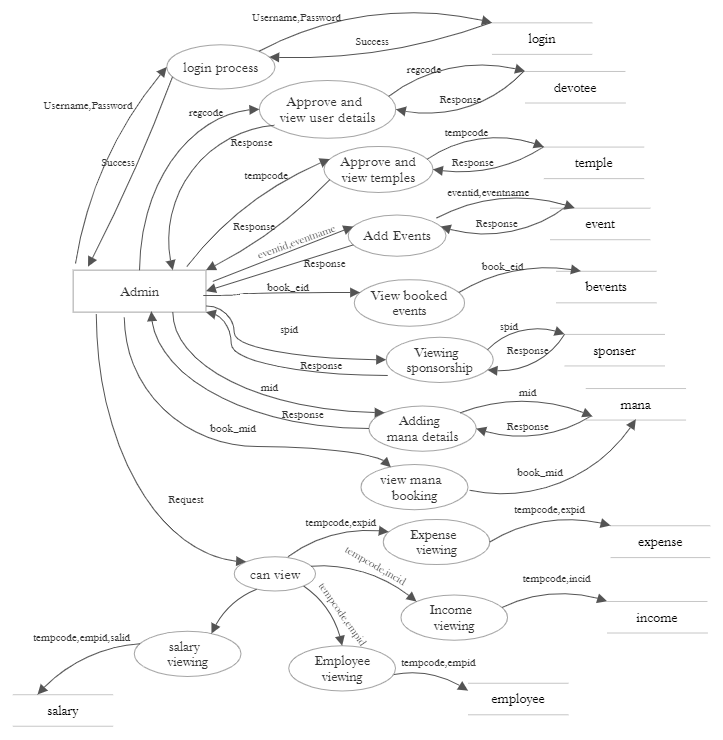 Username,Password
login
Success
login process
regcode
devotee
Approve and
view user details
Response
Username,Password
regcode
Response
tempcode
temple
Approve and
view temples
Response
Success
tempcode
eventid,eventname
event
Response
Response
eventid,eventname
Add Events
Response
book_eid
bevents
Admin
book_eid
View booked
events
spid
spid
sponser
Viewing
sponsorship
Response
Response
mid
mid
mana
Response
Adding
mana details
Response
book_mid
view mana
booking
book_mid
Request
tempcode,expid
tempcode,expid
Expense
viewing
expense
tempcode,incid
can view
tempcode,incid
Income
viewing
income
tempcode,empid
tempcode,empid,salid
salary
viewing
Employee
viewing
tempcode,empid
employee
salary